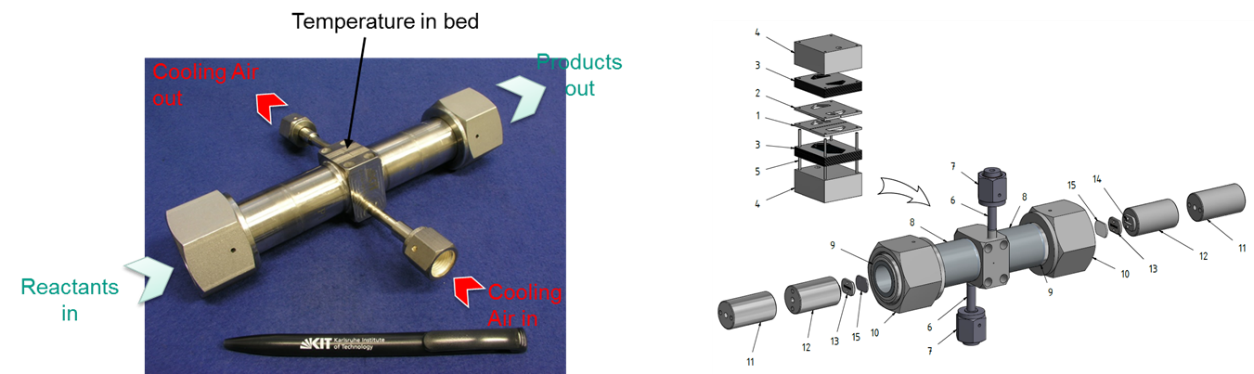 Temperature in bed
Cooling Air
out
Products
out
Reactants
in
Cooling
Air in
KIT Karlsruhe Institute
of Technology
4
3
2
1
3
5
4
7
6
8
15
14
9
8
13
12
11
10
9
6
7
11
12
13
15
10